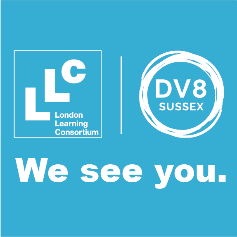 LLC
London
Learning
Consortium
DV8
SUSSEX
We see you.